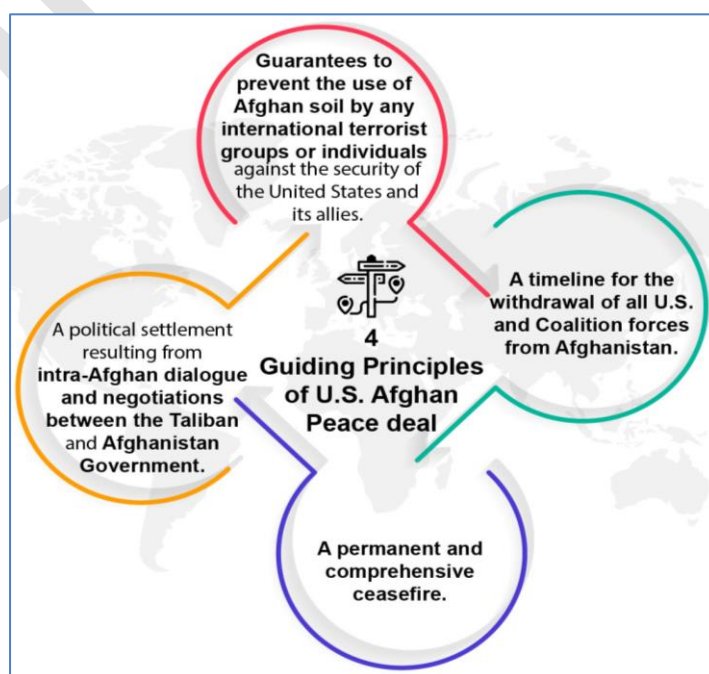 Guarantees to
prevent the use of
Afghan soil by any
international terrorist
groups or individuals
against the security of
the United States and
its allies.
A timeline for the
withdrawal of all U.S.
and Coalition forces
from Afghanistan.
4
Guiding Principles
of U.S. Afghan
Peace deal
A political settlement
resulting from
intra-Afghan dialogue
and negotiations
between the Taliban
and Afghanistan
Government.
A permanent and
comprehensive
ceasefire.